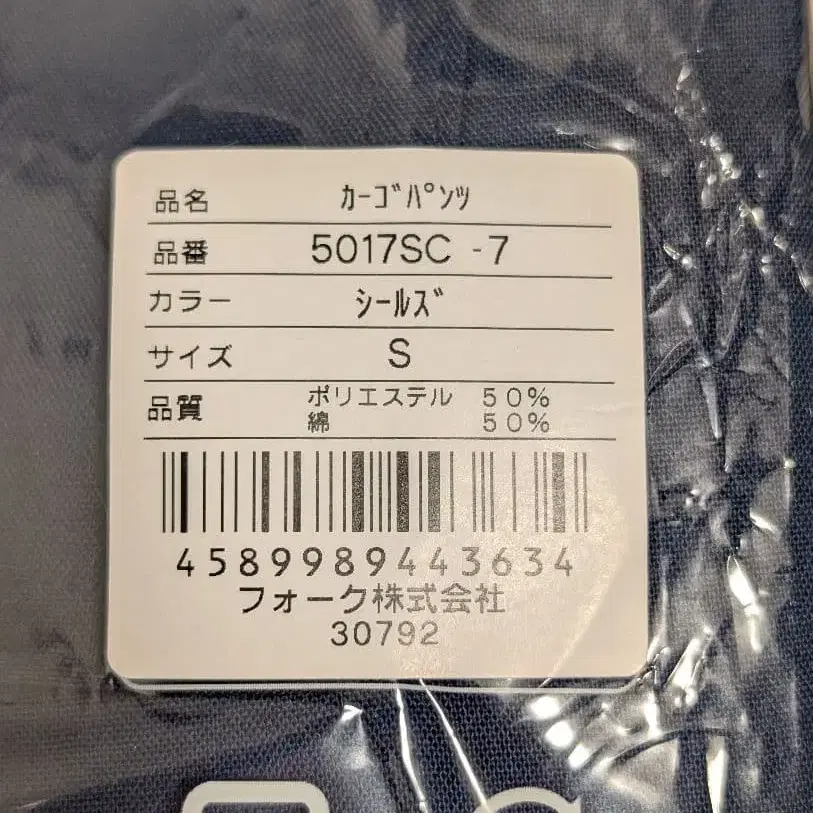 品名 ｶｰｺﾞﾊﾟﾝﾂ
品番 5017SC -7
カラー ｼｰﾙｽﾞ
サイズ S
品質 ポリエステル 50%
綿 50%
4589989443634
フォーク株式会社
30792